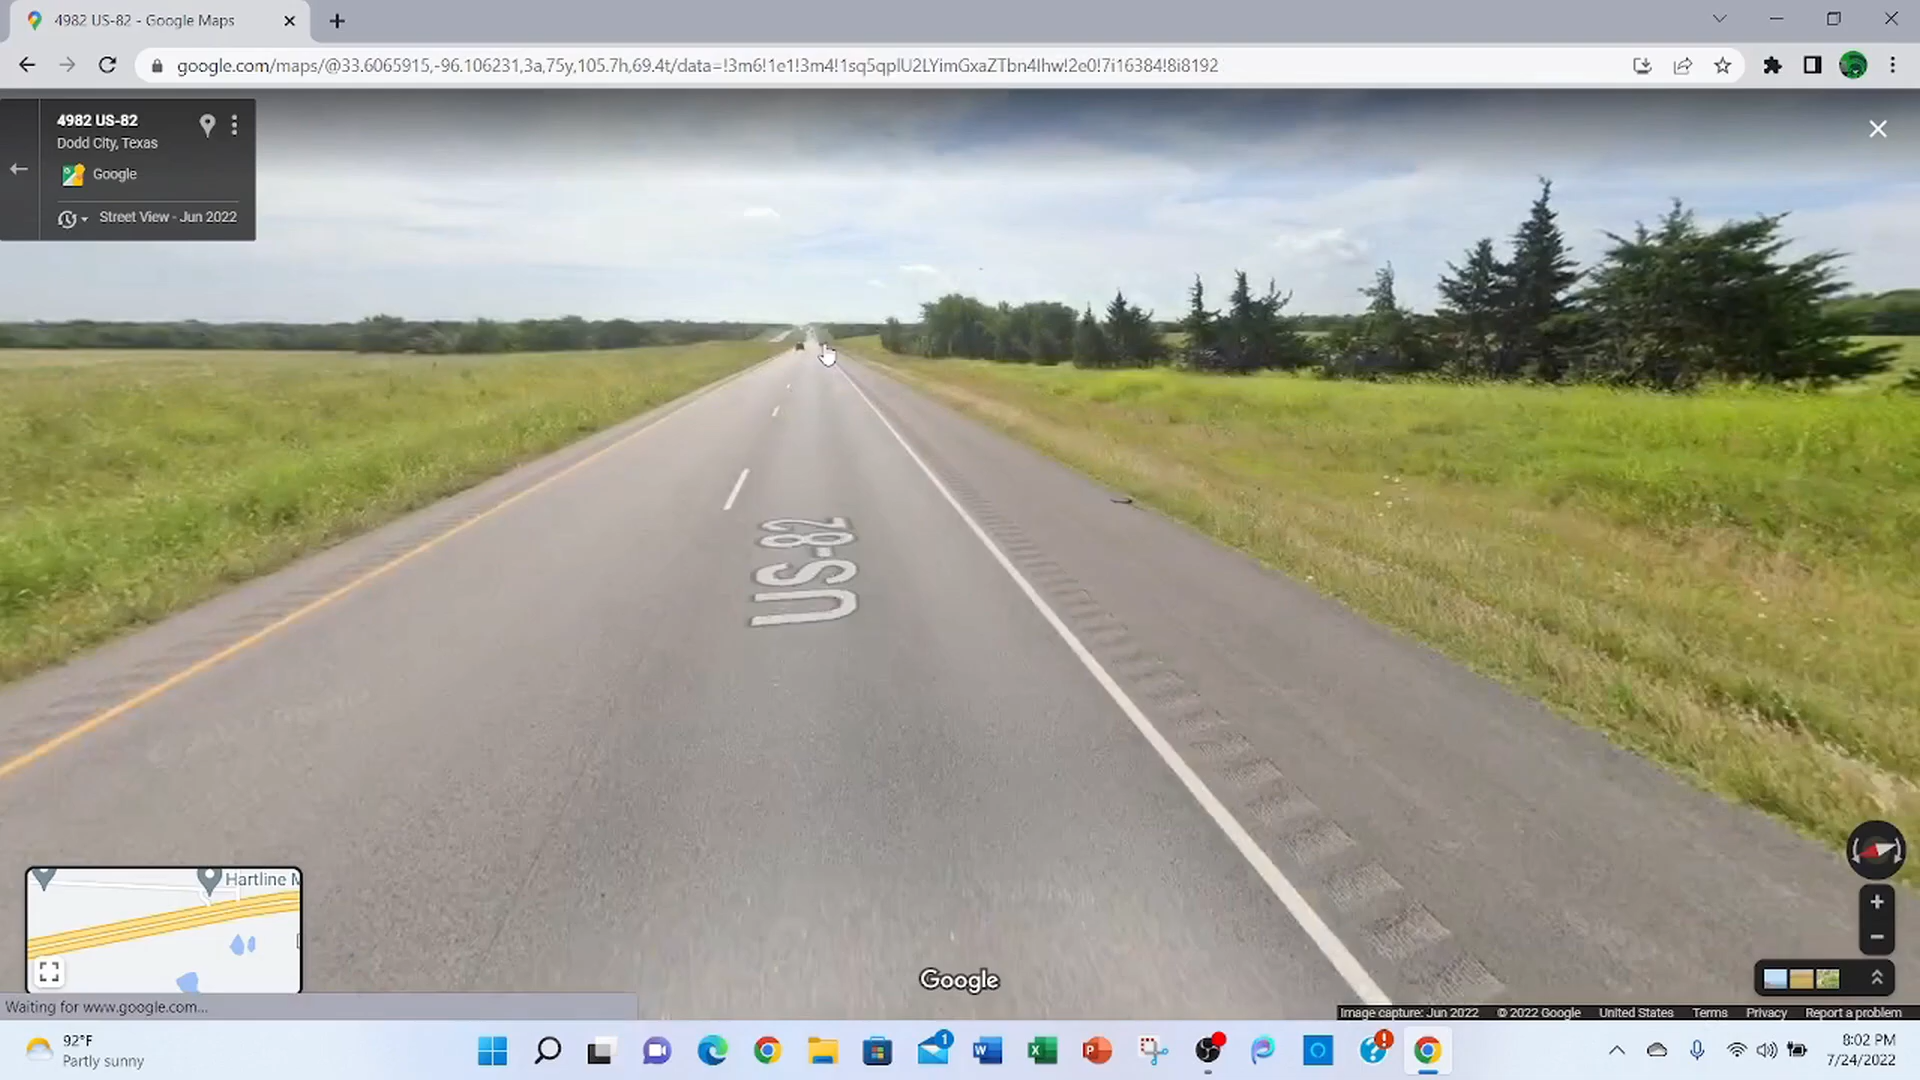 4982 US-82 - Google Maps
google.com/maps/@33.6065915,-96.106231,3a,75y,105.7h,69.4t/data=!3m6!1e1!3m4!1sq5qplU2LYimGxaZTbn4Ihw!2e0!7i16384!8i8192
4982 US-82
Dodd City, Texas
Google
Street View - Jun 2022
US-82
Hartline M
Google
Waiting for www.google.com...
Image capture: Jun 2022 © 2022 Google United States Terms Privacy Report a problem
92°F
Partly sunny
1
8:02 PM
7/24/2022